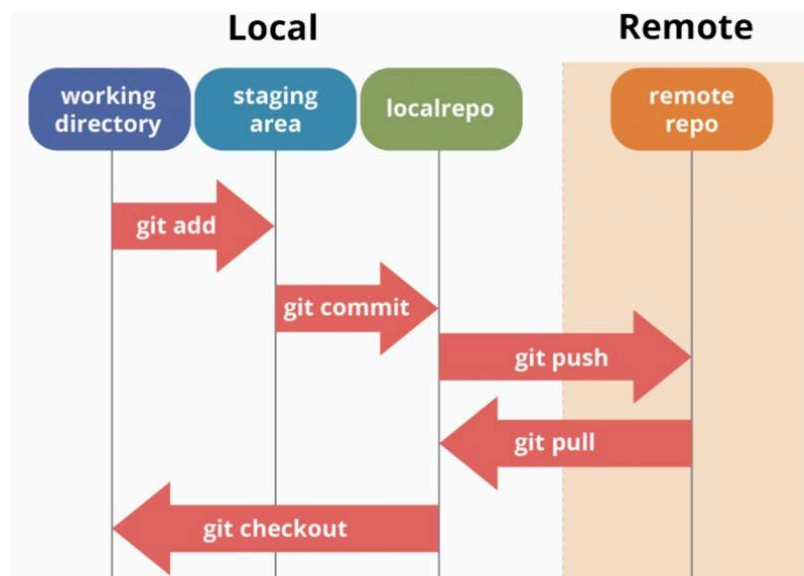 Local
Remote
working
directory
staging
area
localrepo
remote
repo
git add
git commit
git push
git pull
git checkout